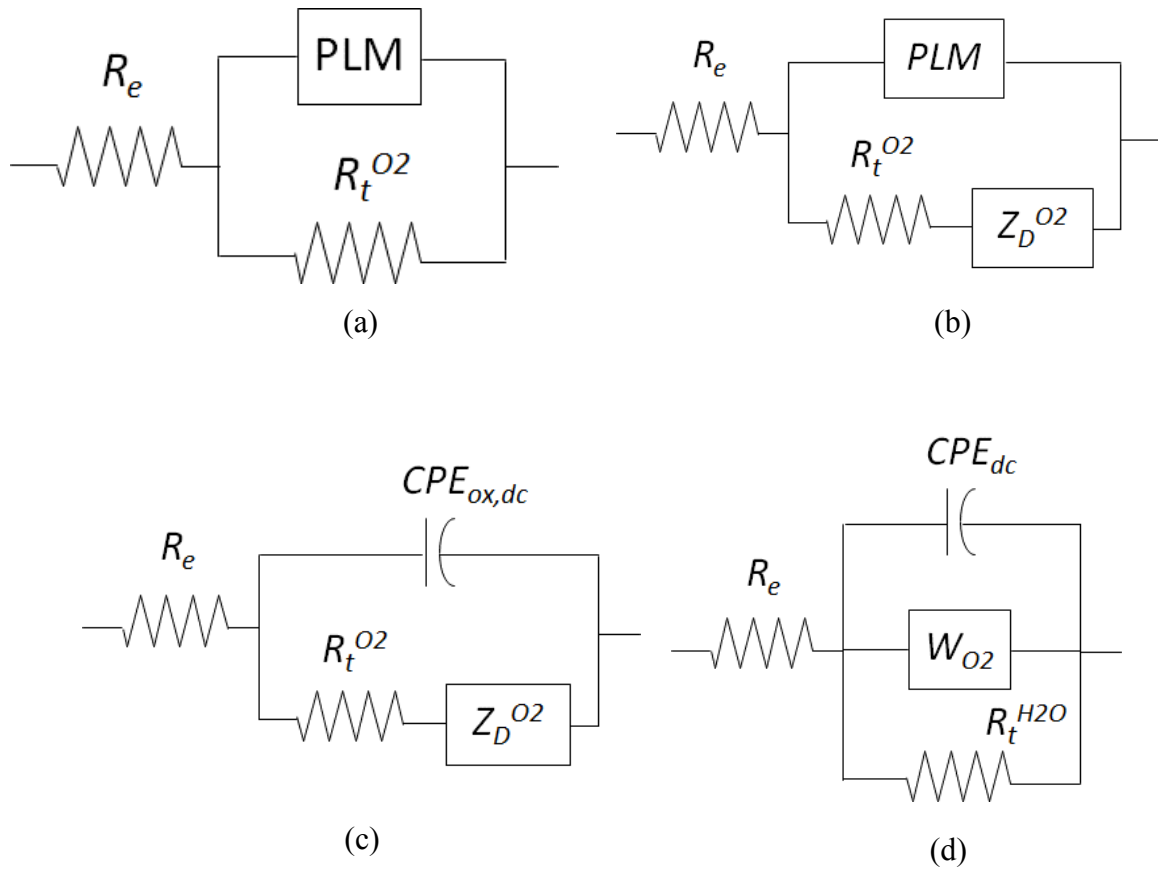 PLM
R_e
R_t^O2
(a)
PLM
R_e
R_t^O2
Z_D^O2
(b)
CPE_ox,dc
R_e
R_t^O2
Z_D^O2
(c)
CPE_dc
R_e
W_O2
R_t^H2O
(d)